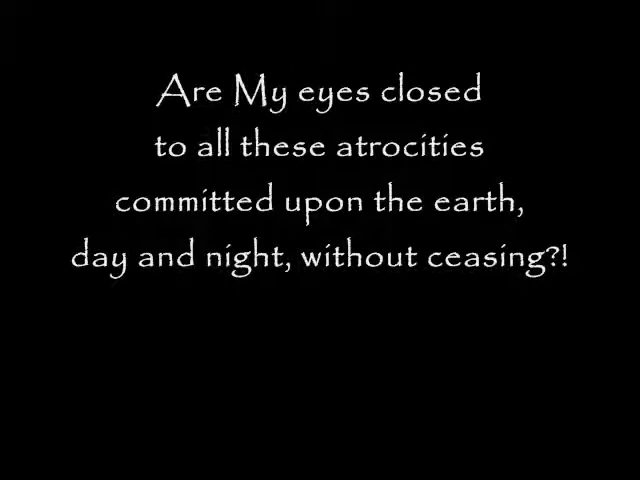 Are My eyes closed
to all these atrocities
committed upon the earth,
day and night, without ceasing?!